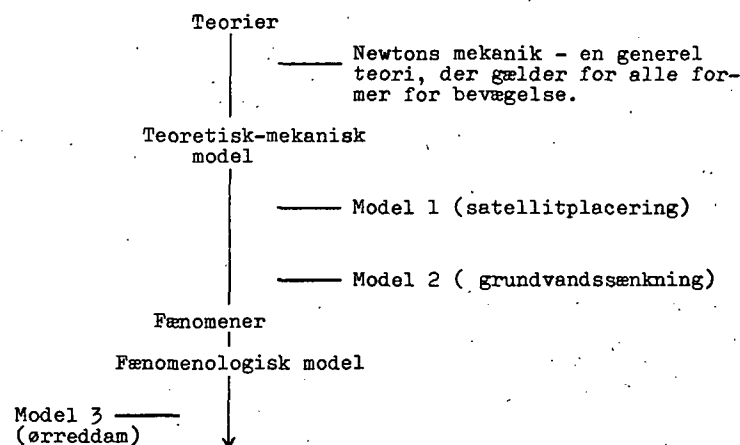 Teorier
Newtons mekanik - en generel
teori, der gælder for alle for-
mer for bevægelse.
Teoretisk-mekanisk
model
Model 1 (satellitplacering)
Model 2 ( grundvandssænkning)
Fænomener
Fænomenologisk model
Model 3
(ørreddam)